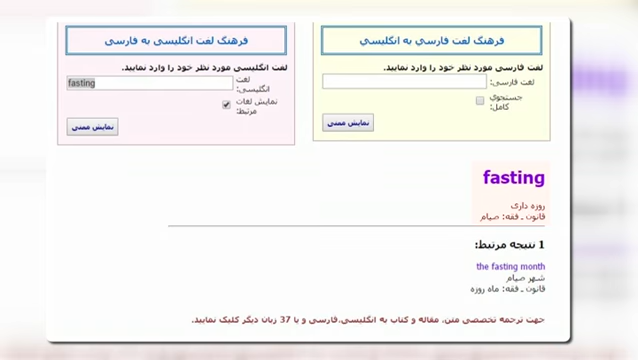 فرهنگ لغت فارسي به انگليسي
لغت فارسی مورد نظر خود را وارد نمایید.
لغت فارسی:
جستجوی
کامل:
نمایش معنی
فرهنگ لغت انگلیسی به فارسی
لغت انگلیسی مورد نظر خود را وارد نمایید.
لغت
انگلیسی:
fasting
نمایش لغات
مرتبط:
نمایش معنی
fasting
روزه داری
قانون ـ فقه: صیام
1 نتیجه مرتبط:
the fasting month
شهر صیام
قانون ـ فقه: ماه روزه
جهت ترجمه تخصصی متن، مقاله و کتاب به انگلیسی،فارسی و یا 37 زبان دیگر کلیک نمایید.